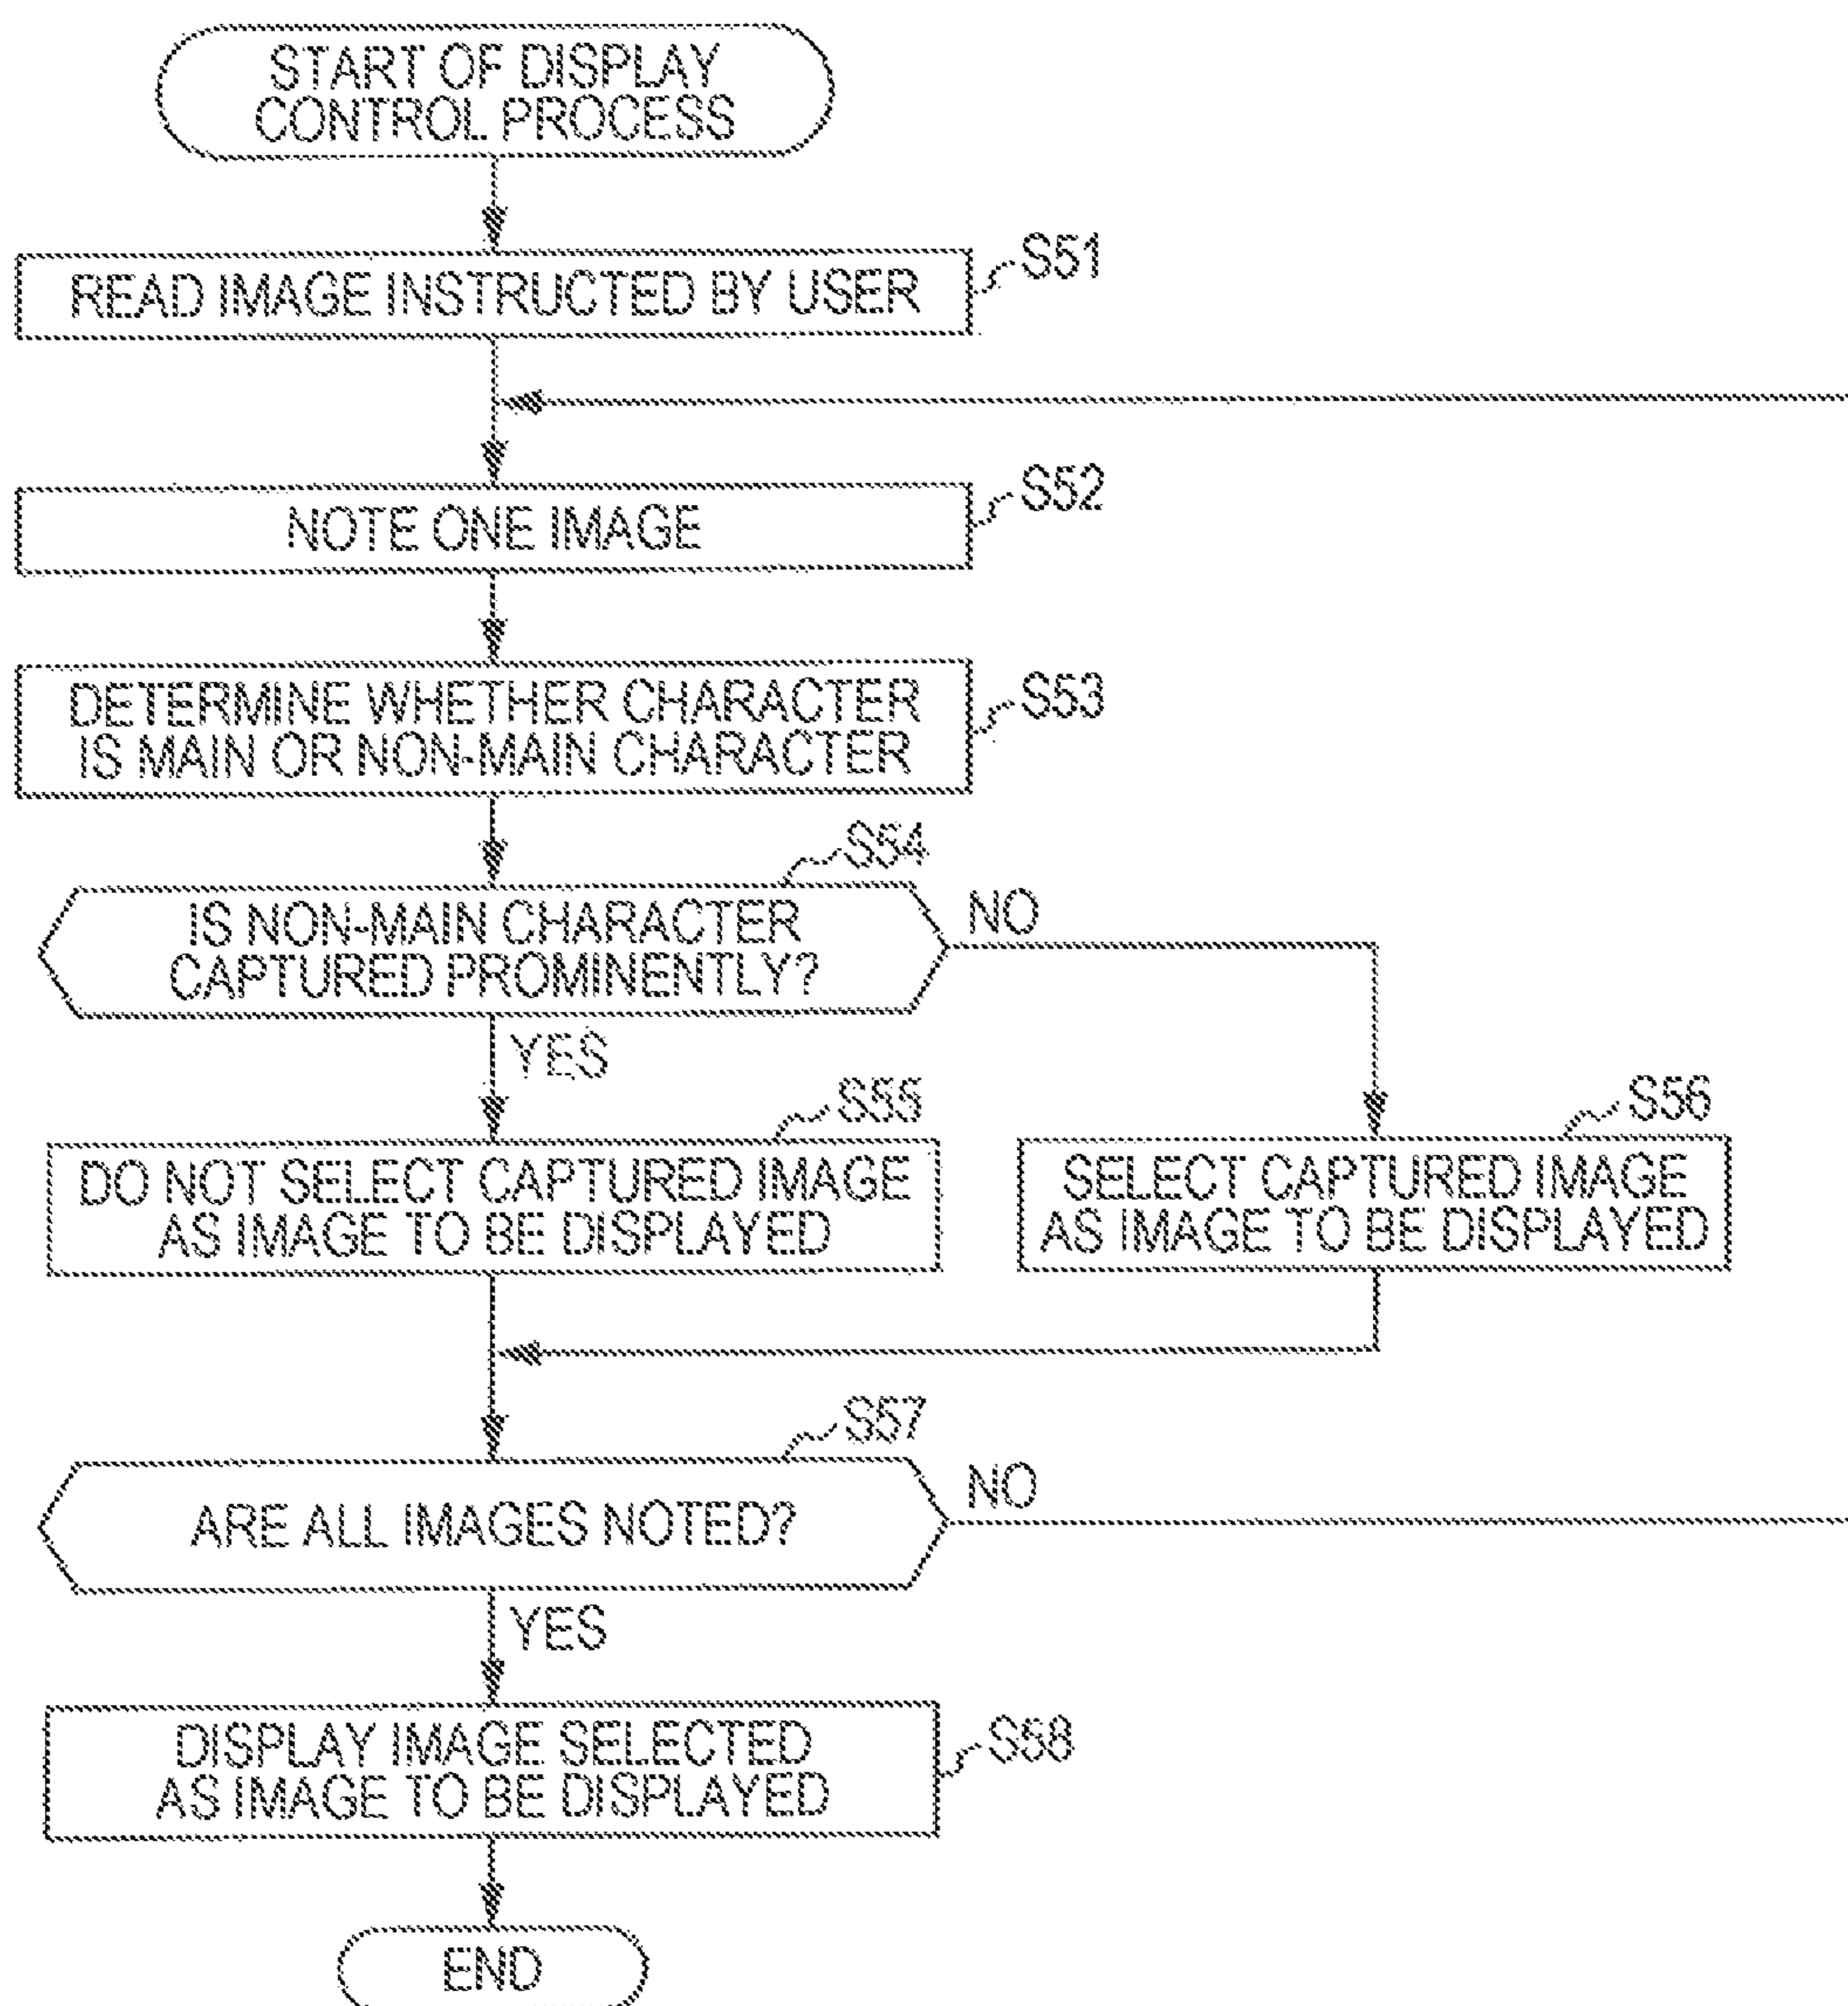 START OF DISPLAY
CONTROL PROCESS
READ IMAGE INSTRUCTED BY USER
S51
NOTE ONE IMAGE
S52
DETERMINE WHETHER CHARACTER
IS MAIN OR NON-MAIN CHARACTER
S53
S54
IS NON-MAIN CHARACTER
CAPTURED PROMINENTLY?
NO
YES
S55
DO NOT SELECT CAPTURED IMAGE
AS IMAGE TO BE DISPLAYED
S56
SELECT CAPTURED IMAGE
AS IMAGE TO BE DISPLAYED
S57
ARE ALL IMAGES NOTED?
NO
YES
DISPLAY IMAGE SELECTED
AS IMAGE TO BE DISPLAYED
S58
END